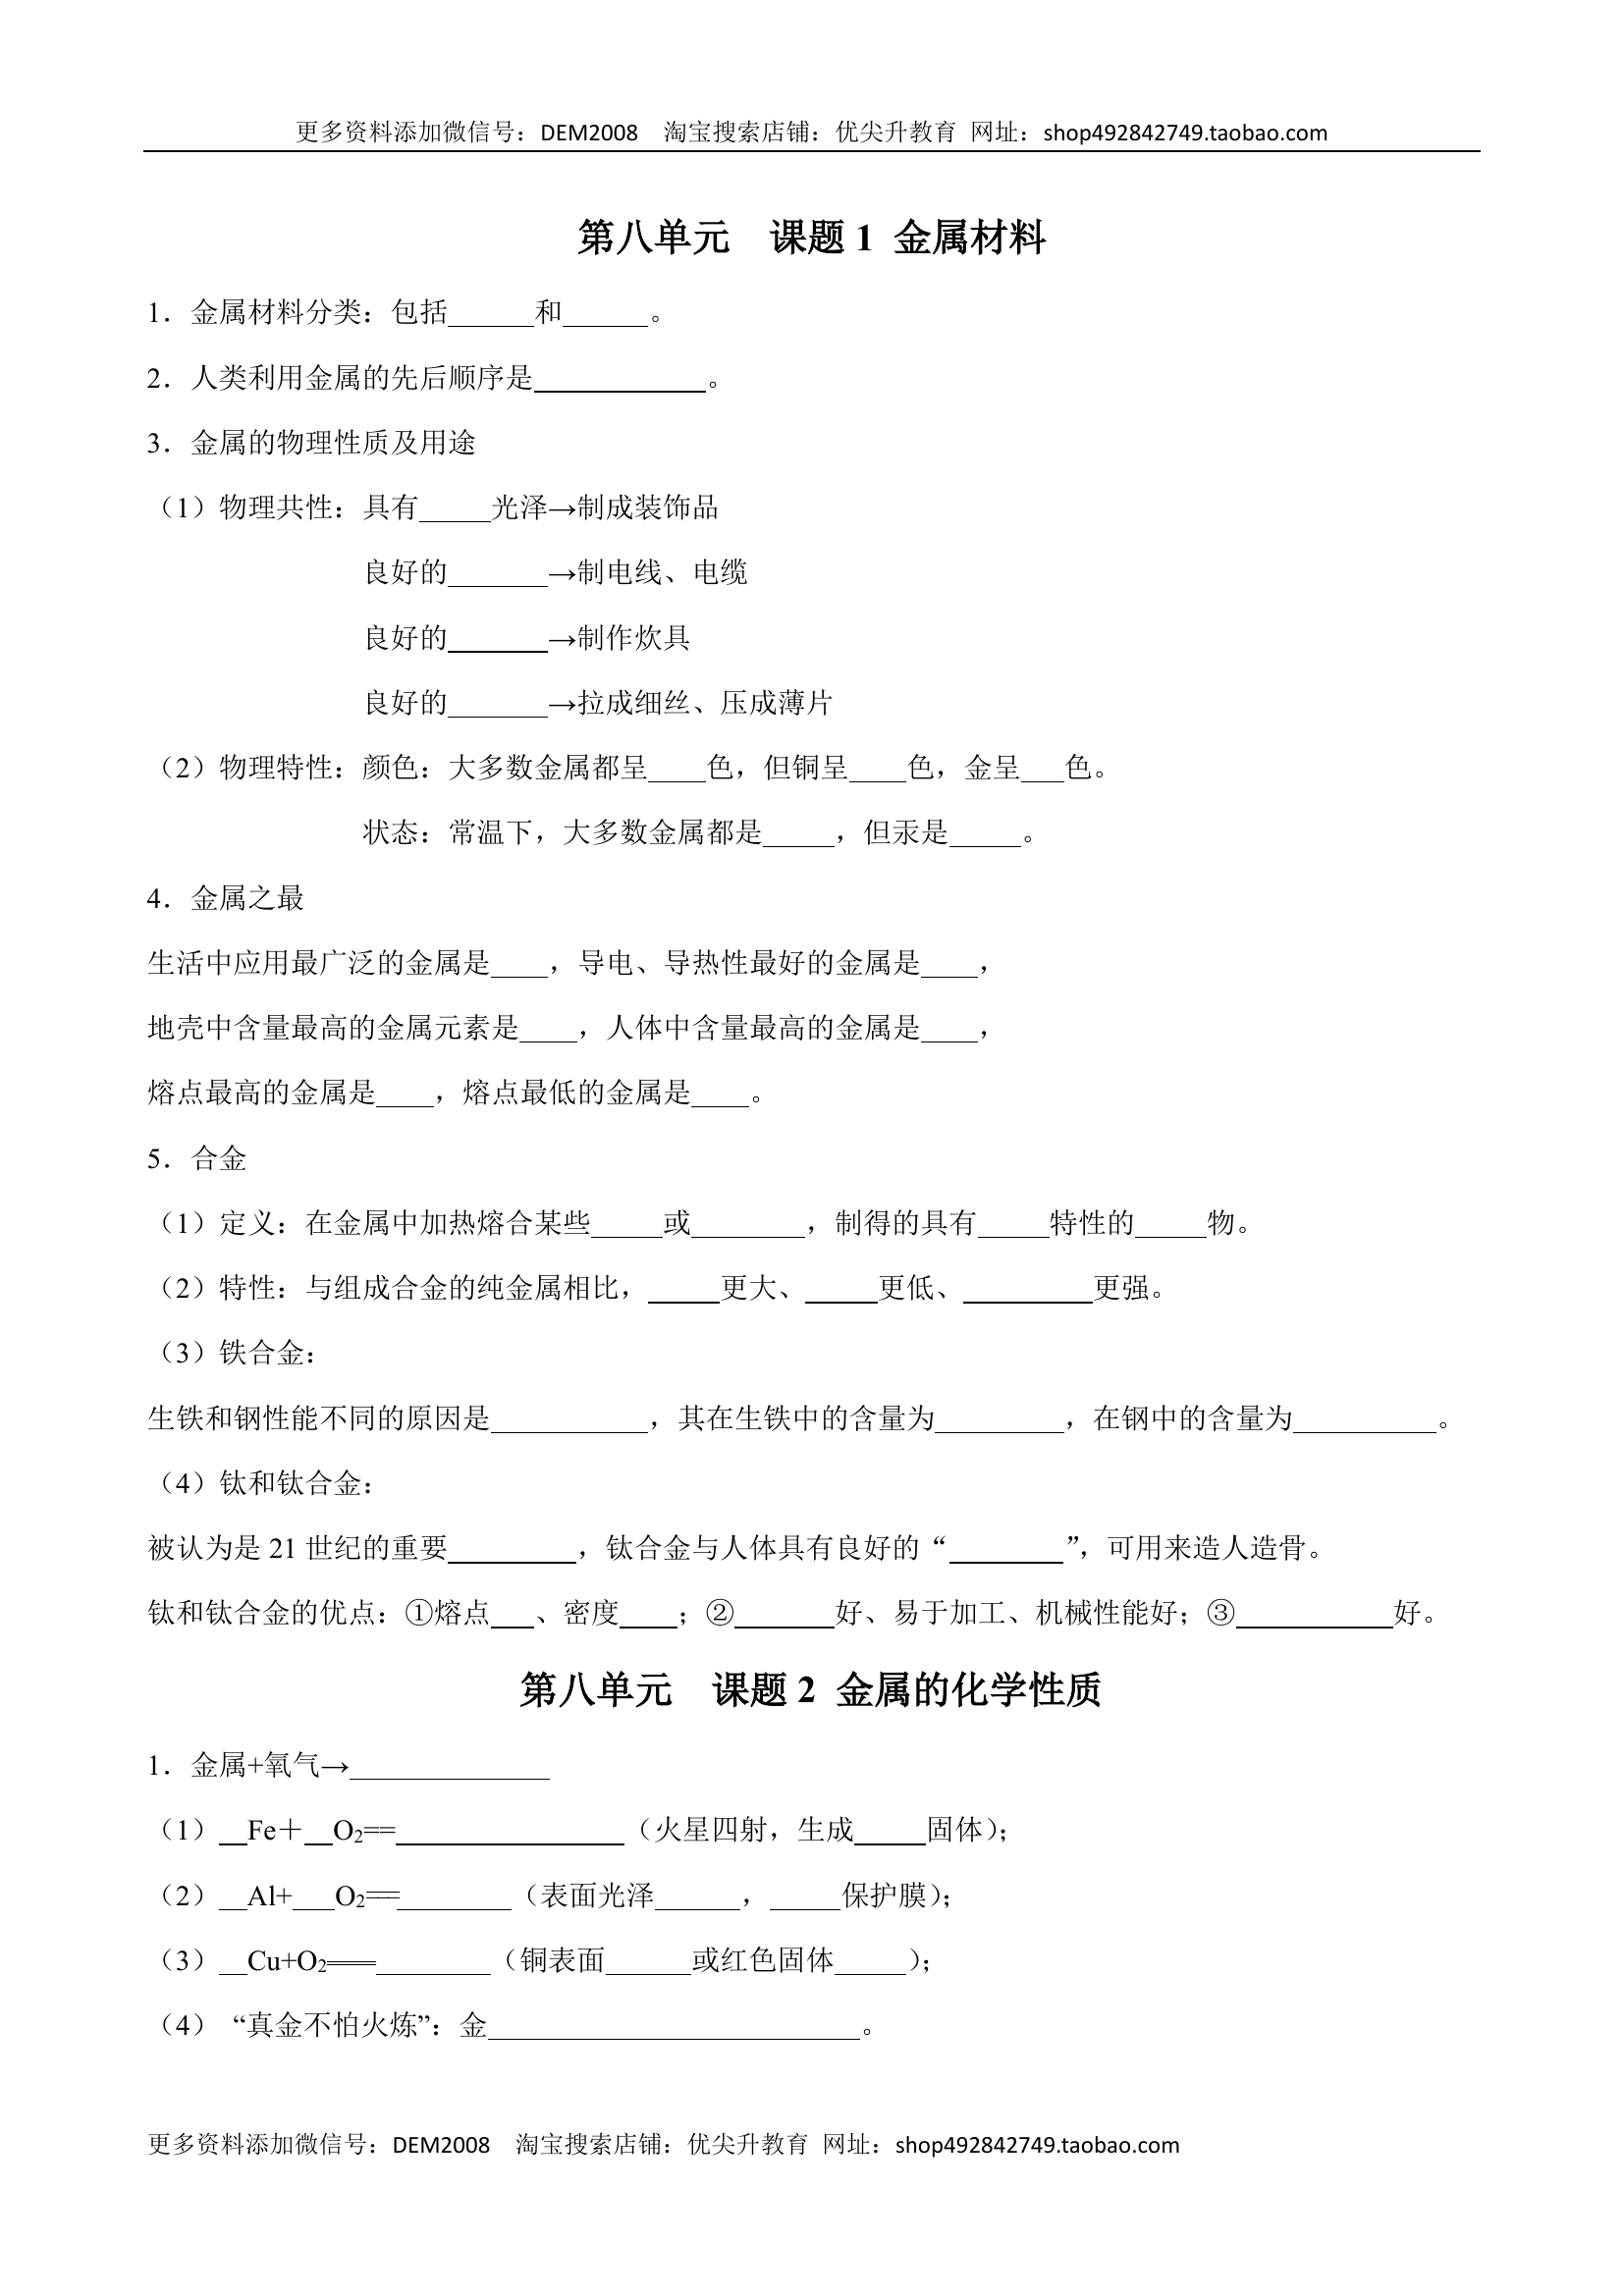 更多资料添加微信号：DEM2008　淘宝搜索店铺：优尖升教育 网址：shop492842749.taobao.com
第八单元　课题1 金属材料
1．金属材料分类：包括______和______。
2．人类利用金属的先后顺序是____________。
3．金属的物理性质及用途
（1）物理共性：具有_____光泽→制成装饰品
良好的_______→制电线、电缆
良好的_______→制作炊具
良好的_______→拉成细丝、压成薄片
（2）物理特性：颜色：大多数金属都呈____色，但铜呈____色，金呈___色。
状态：常温下，大多数金属都是_____，但汞是_____。
4．金属之最
生活中应用最广泛的金属是____，导电、导热性最好的金属是____，
地壳中含量最高的金属元素是____，人体中含量最高的金属是____，
熔点最高的金属是____，熔点最低的金属是____。
5．合金
（1）定义：在金属中加热熔合某些_____或________，制得的具有_____特性的_____物。
（2）特性：与组成合金的纯金属相比，_____更大、_____更低、_________更强。
（3）铁合金：
生铁和钢性能不同的原因是___________，其在生铁中的含量为_________，在钢中的含量为__________。
（4）钛和钛合金：
被认为是21世纪的重要_________，钛合金与人体具有良好的“________”，可用来造人造骨。
钛和钛合金的优点：①熔点___、密度____；②_______好、易于加工、机械性能好；③___________好。
第八单元　课题2 金属的化学性质
1．金属+氧气→______________
（1）__Fe＋__O₂==________________（火星四射，生成_____固体）；
（2）__Al+___O₂==________（表面光泽______，_____保护膜）；
（3）__Cu+O₂==________（铜表面______或红色固体_____）；
（4） “真金不怕火炼”：金__________________________。
更多资料添加微信号：DEM2008　淘宝搜索店铺：优尖升教育 网址：shop492842749.taobao.com